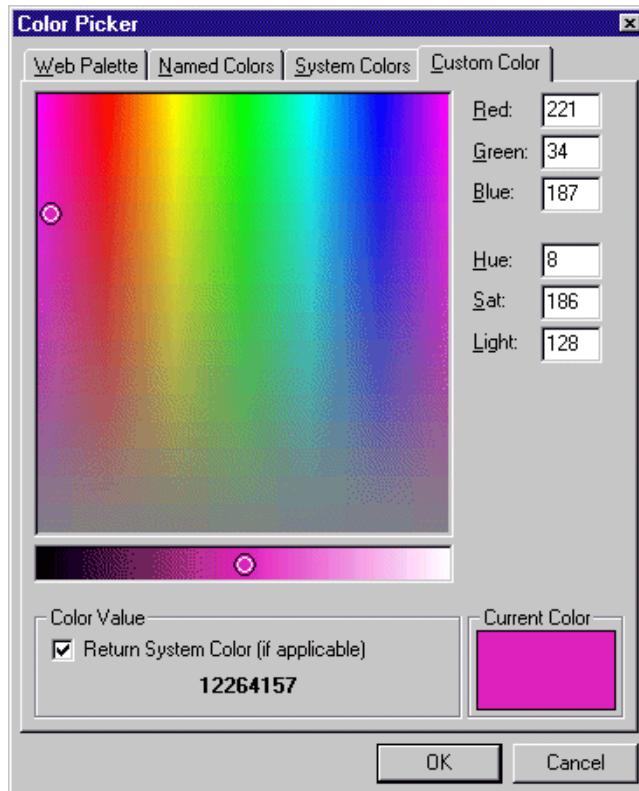 Color Picker
Web Palette Named Colors System Colors Custom Color
Red: 221
Green: 34
Blue: 187
Hue: 8
Sat: 186
Light: 128
Color Value
Return System Color (if applicable)
12264157
Current Color
OK Cancel